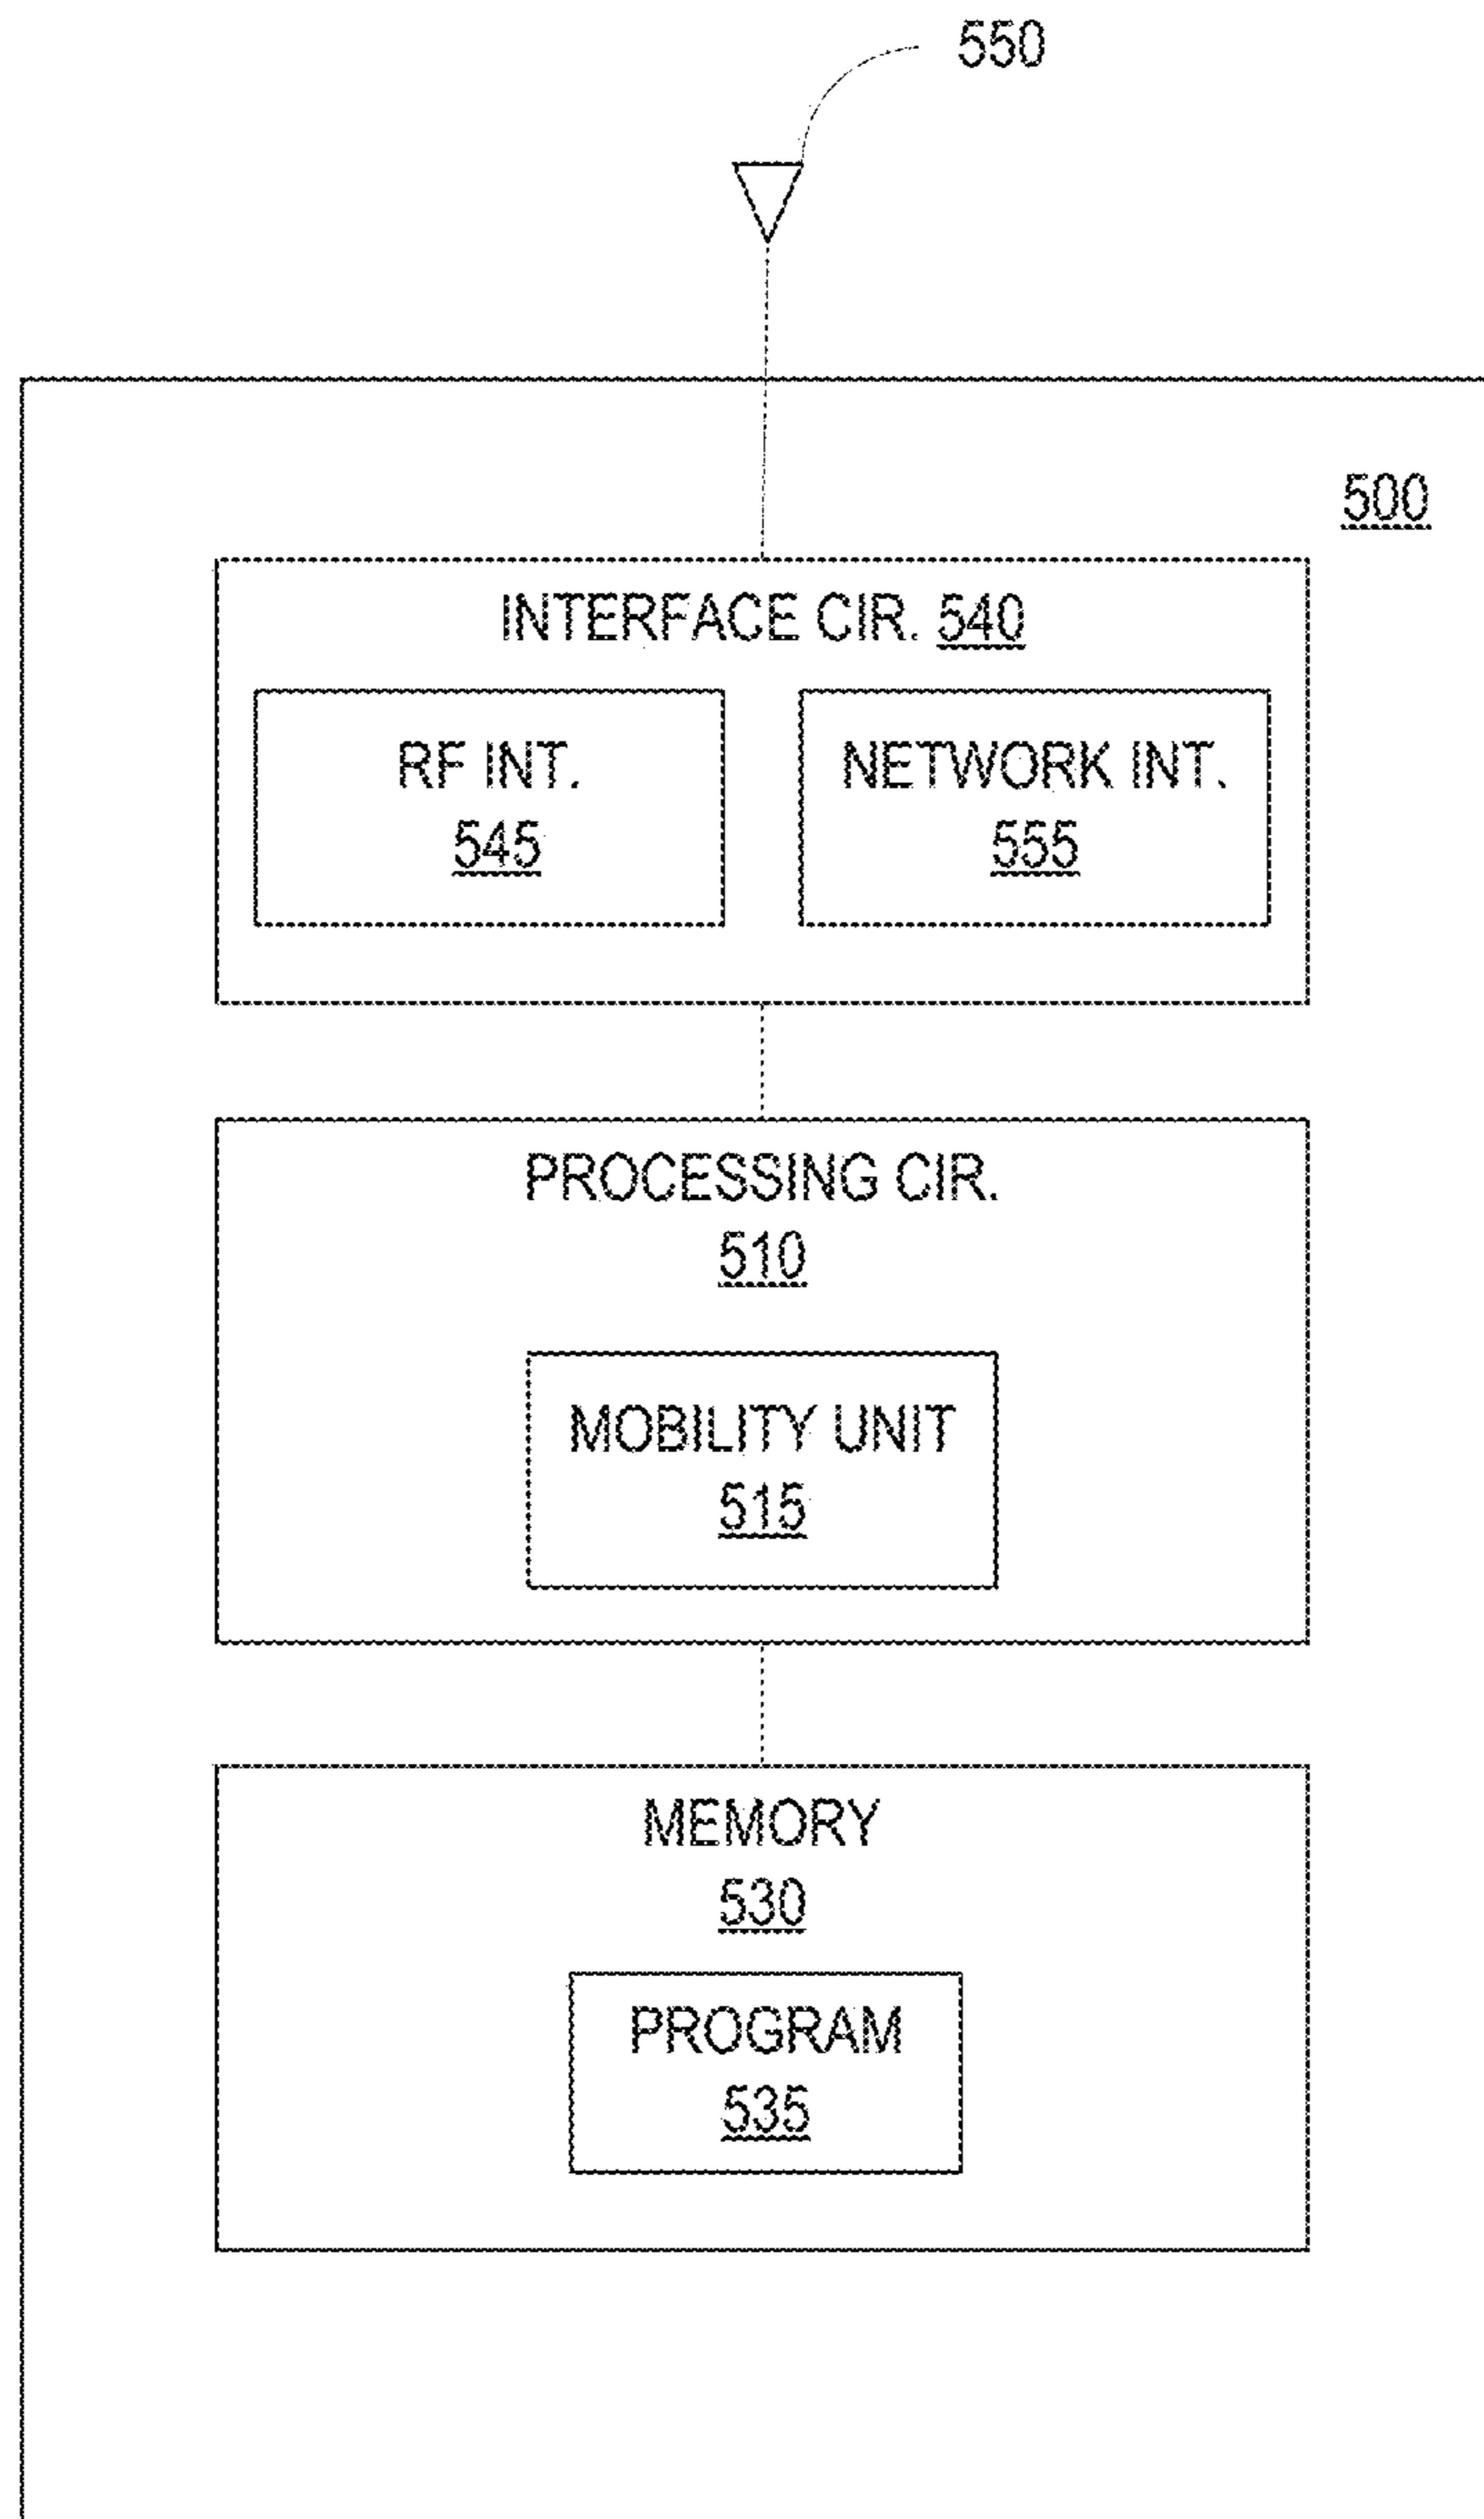 550
500
INTERFACE CIR. 540
RF INT.
545
NETWORK INT.
555
PROCESSING CIR.
510
MOBILITY UNIT
515
MEMORY
530
PROGRAM
535